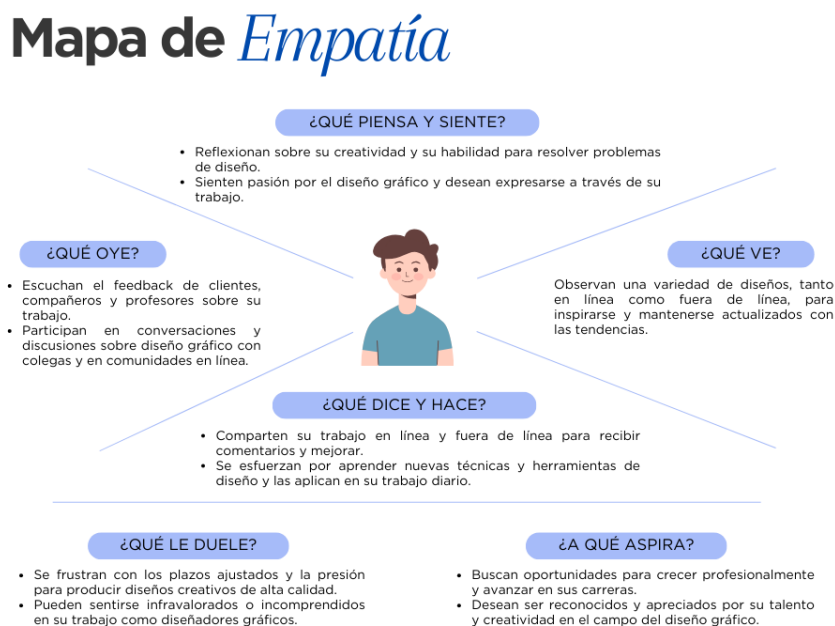 Mapa de Empatía
¿QUÉ PIENSA Y SIENTE?
• Reflexionan sobre su creatividad y su habilidad para resolver problemas
de diseño.
• Sienten pasión por el diseño gráfico y desean expresarse a través de su
trabajo.
¿QUÉ OYE?
• Escuchan el feedback de clientes,
compañeros y profesores sobre su
trabajo.
• Participan en conversaciones y
discusiones sobre diseño gráfico con
colegas y en comunidades en línea.
¿QUÉ VE?
Observan una variedad de diseños, tanto
en línea como fuera de línea, para
inspirarse y mantenerse actualizados con
las tendencias.
¿QUÉ DICE Y HACE?
• Comparten su trabajo en línea y fuera de línea para recibir
comentarios y mejorar.
• Se esfuerzan por aprender nuevas técnicas y herramientas de
diseño y las aplican en su trabajo diario.
¿QUÉ LE DUELE?
• Se frustran con los plazos ajustados y la presión
para producir diseños creativos de alta calidad.
• Pueden sentirse infravalorados o incomprendidos
en su trabajo como diseñadores gráficos.
¿A QUÉ ASPIRA?
• Buscan oportunidades para crecer profesionalmente
y avanzar en sus carreras.
• Desean ser reconocidos y apreciados por su talento
y creatividad en el campo del diseño gráfico.